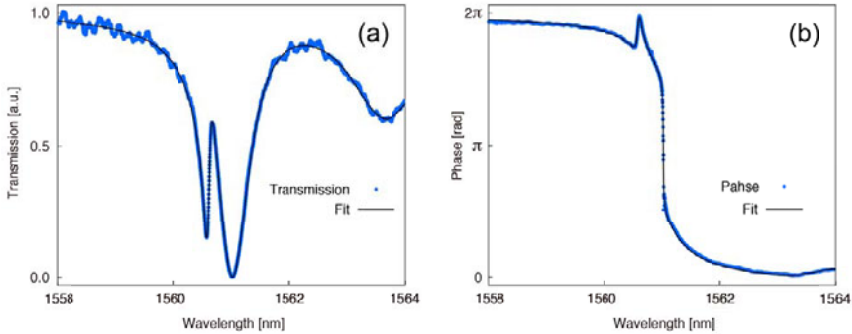 (a)
1.0
0.5
0.0
Transmission [a.u.]
Transmission
Fit
1558
1560
1562
1564
Wavelength [nm]
(b)
2π
π
0
Phase [rad]
Pahse
Fit
1558
1560
1562
1564
Wavelength [nm]